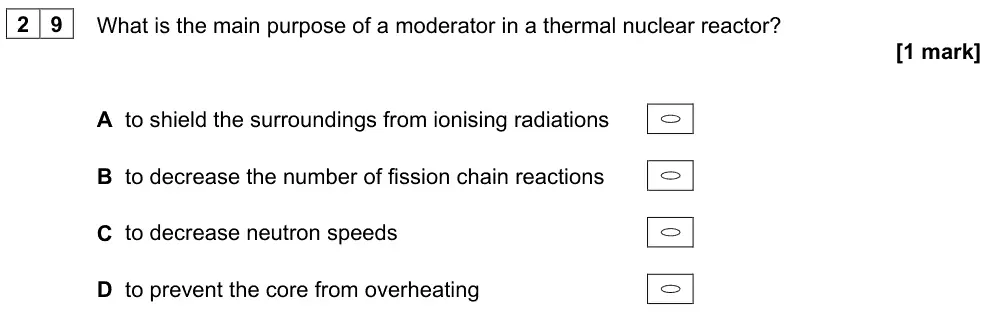 2 9 What is the main purpose of a moderator in a thermal nuclear reactor?
[1 mark]
A to shield the surroundings from ionising radiations
B to decrease the number of fission chain reactions
C to decrease neutron speeds
D to prevent the core from overheating